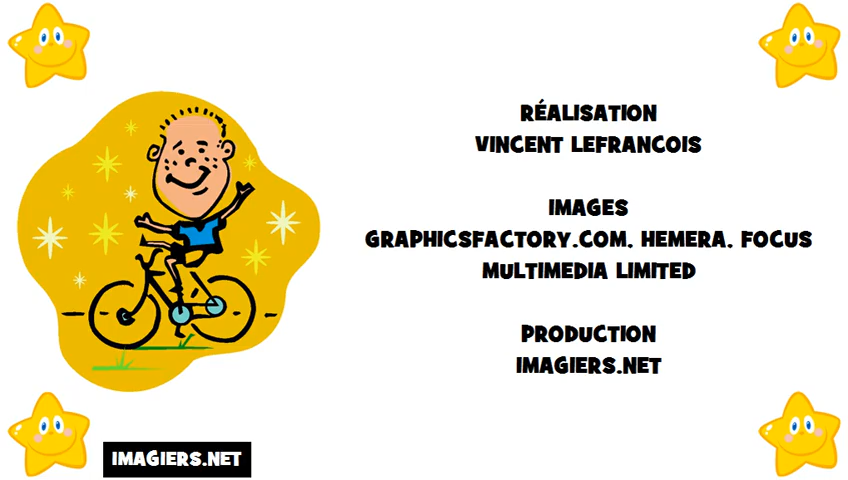 RÉALISATION
VINCENT LEFRANCOIS
IMAGES
GRAPHICSFACTORY.COM, HEMERA, FOCUS
MULTIMEDIA LIMITED
PRODUCTION
IMAGIERS.NET
IMAGIERS.NET